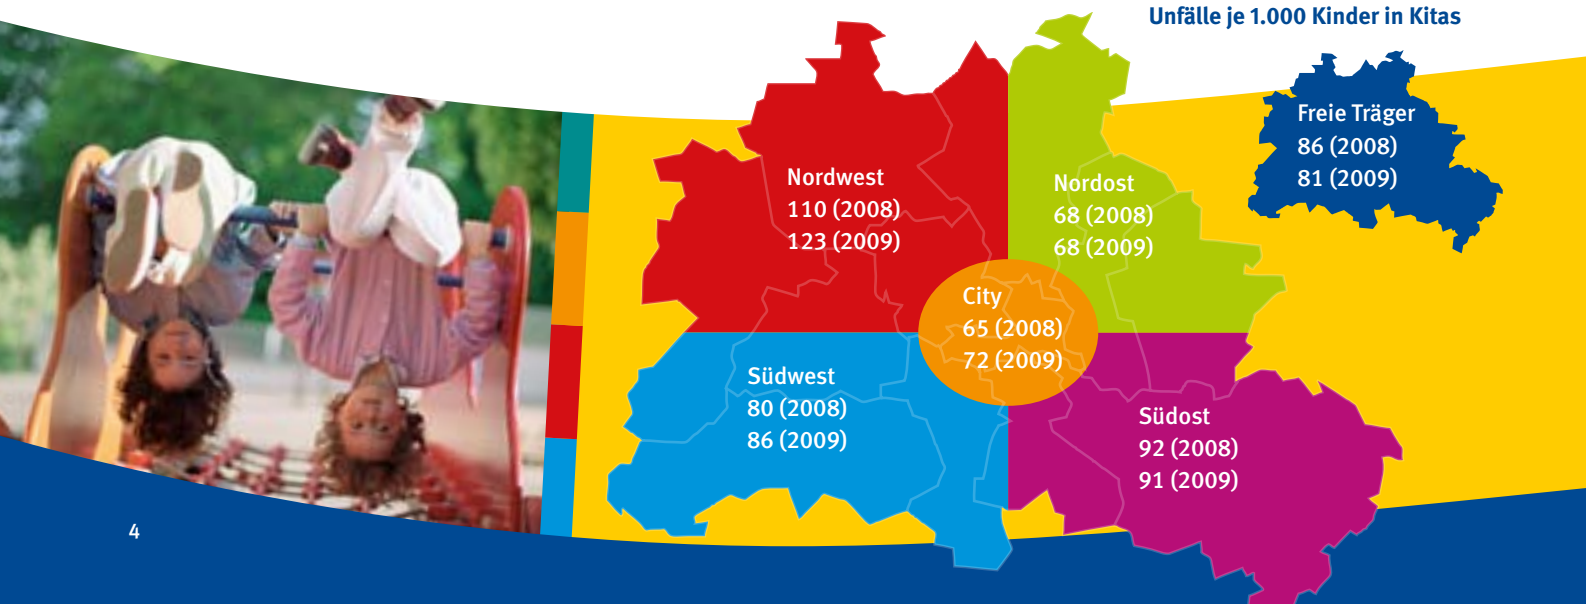 Unfälle je 1.000 Kinder in Kitas
Freie Träger
86 (2008)
81 (2009)
Nordwest
110 (2008)
123 (2009)
Nordost
68 (2008)
68 (2009)
City
65 (2008)
72 (2009)
Südwest
80 (2008)
86 (2009)
Südost
92 (2008)
91 (2009)
4